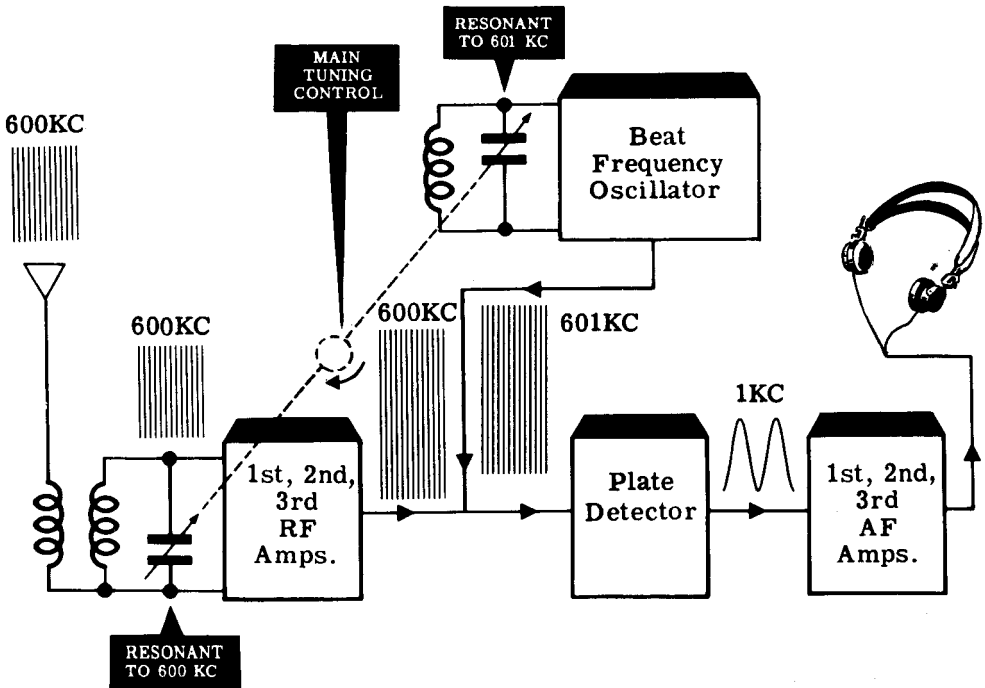 RESONANT
TO 601 KC
MAIN
TUNING
CONTROL
600KC
Beat
Frequency
Oscillator
600KC
600KC
601KC
1KC
1st, 2nd,
3rd
RF
Amps.
Plate
Detector
1st, 2nd,
3rd
AF
Amps.
RESONANT
TO 600 KC